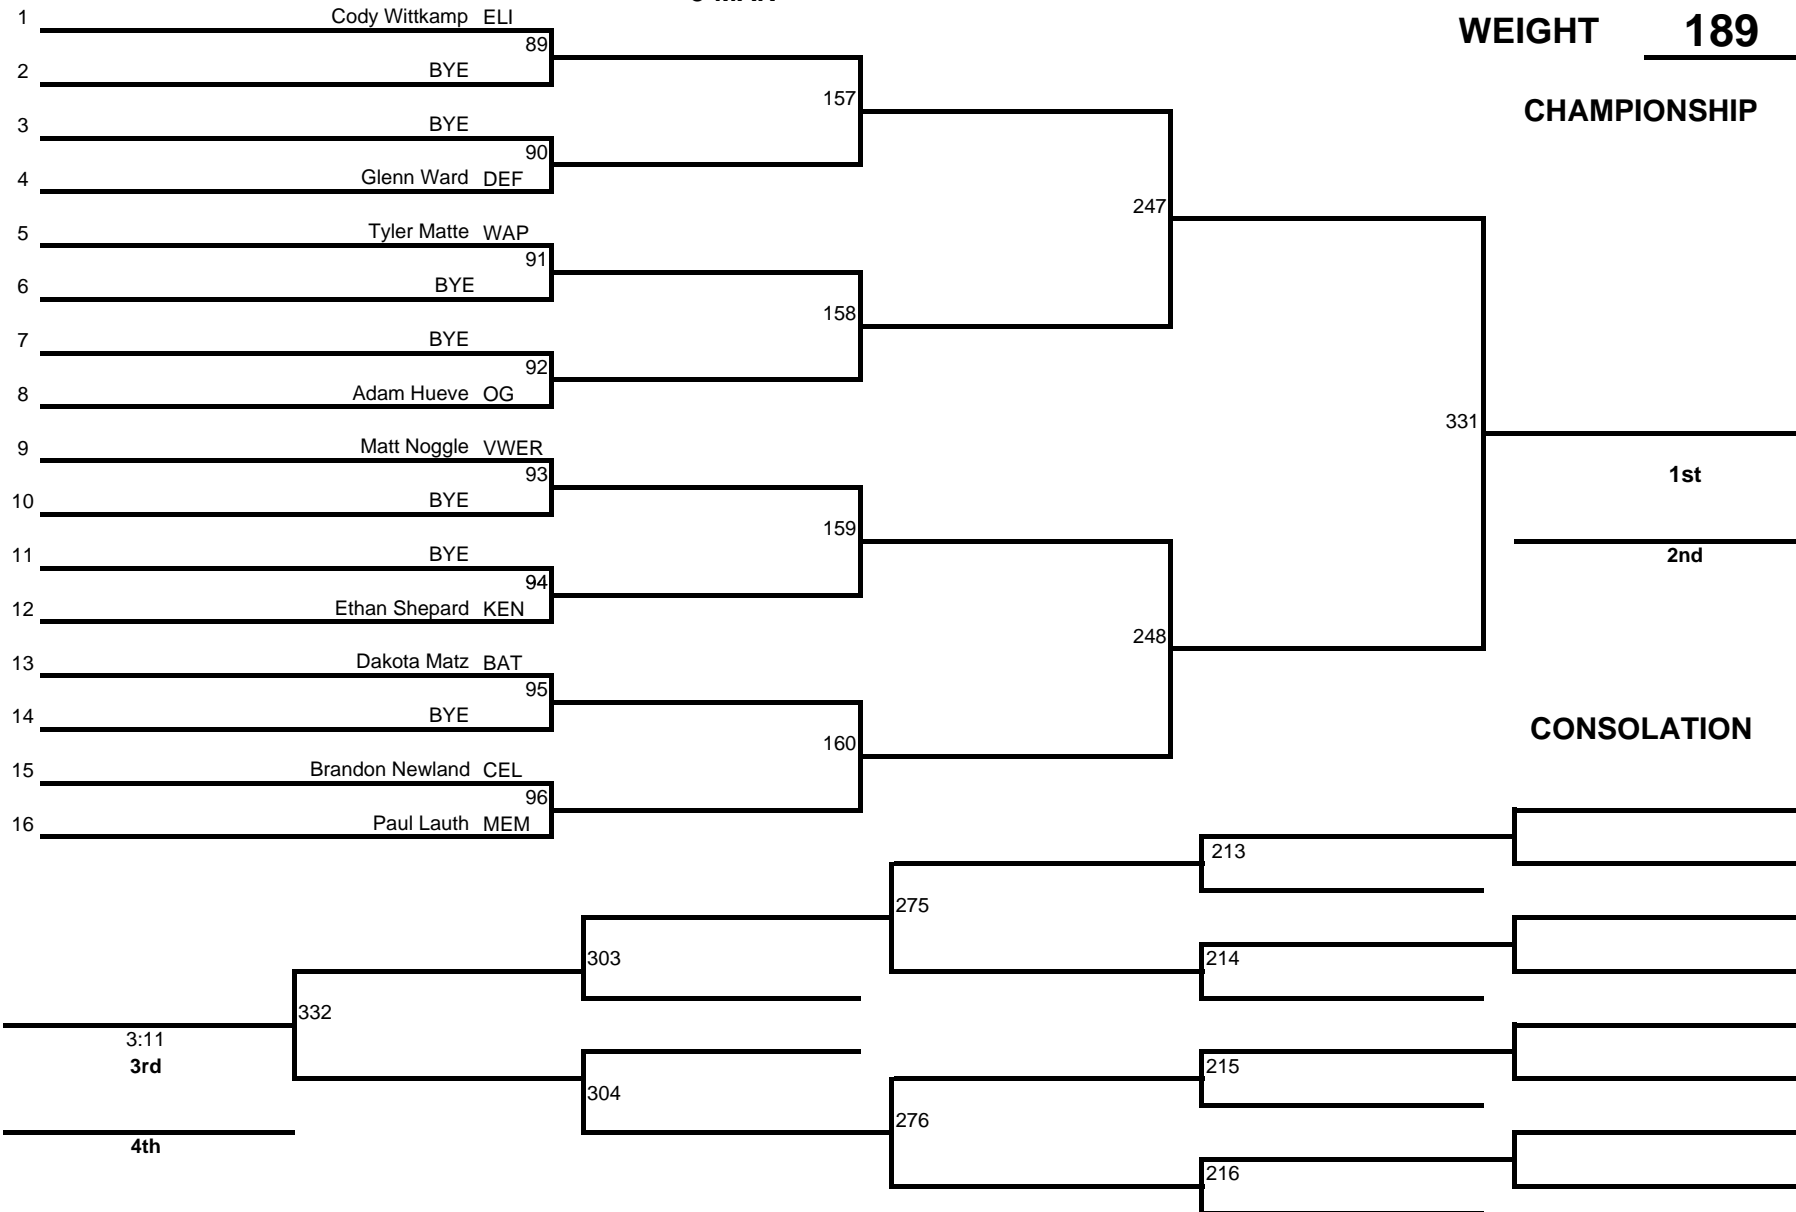 WEIGHT 189
CHAMPIONSHIP
1 Cody Wittkamp ELI
89
2 BYE
157
3 BYE
90
4 Glenn Ward DEF
247
5 Tyler Matte WAP
91
6 BYE
158
7 BYE
92
8 Adam Hueve OG
331
9 Matt Noggle VWER
93
1st
10 BYE
159
11 BYE
2nd
94
12 Ethan Shepard KEN
248
13 Dakota Matz BAT
95
14 BYE
CONSOLATION
160
15 Brandon Newland CEL
96
16 Paul Lauth MEM
213
275
303
214
332
3:11
3rd
215
304
276
4th
216